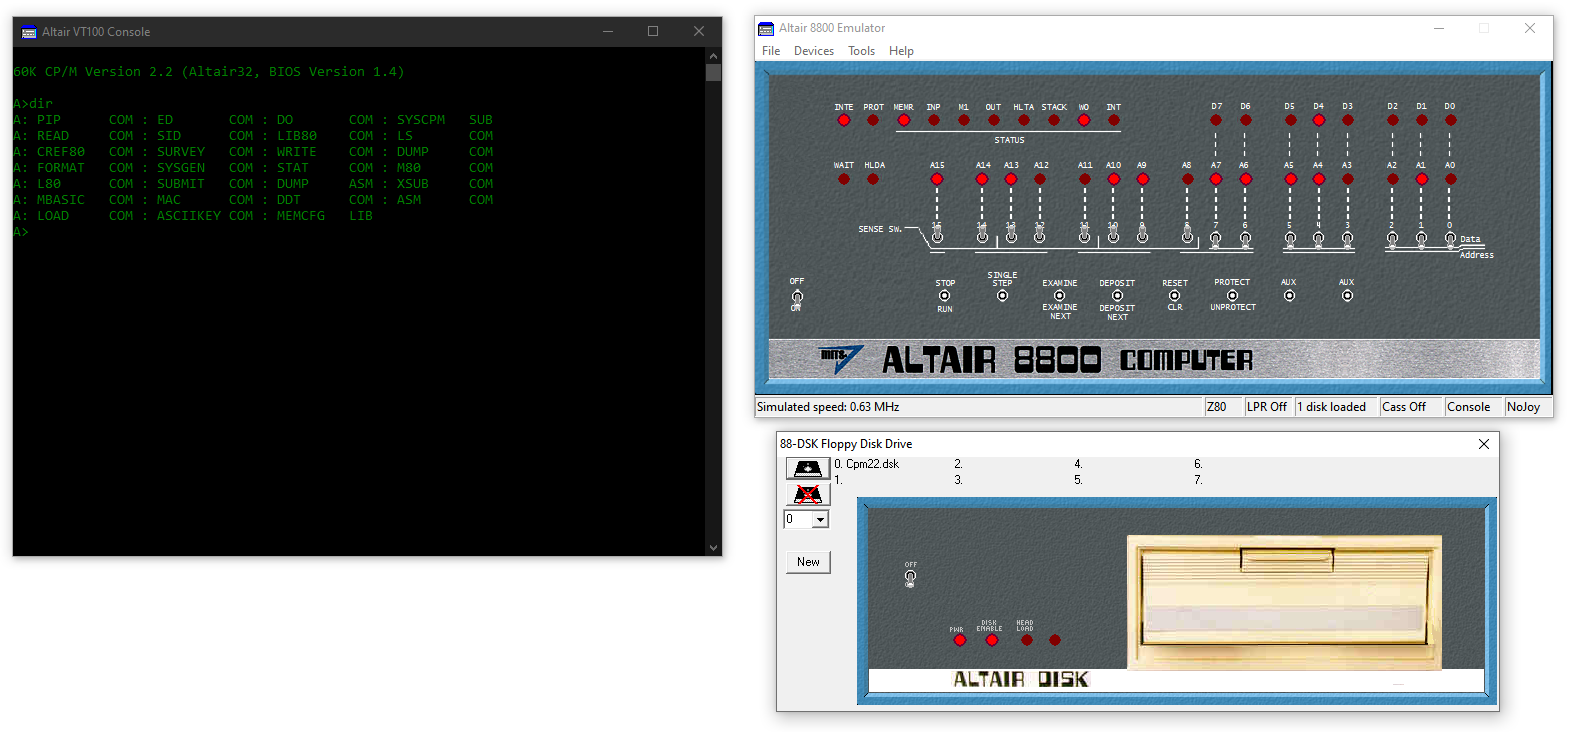 Altair VT100 Console
60K CP/M Version 2.2 (Altair32, BIOS Version 1.4)
A>dir
A: PIP      COM : ED       COM : DO       COM : SYSCPM   SUB
A: READ     COM : SID      COM : LIB80    COM : LS       COM
A: CREF80   COM : SURVEY   COM : WRITE    COM : DUMP     COM
A: FORMAT   COM : SYSGEN   COM : STAT     COM : M80      COM
A: L80      COM : SUBMIT   COM : DUMP     ASM : XSUB     COM
A: MBASIC   COM : MAC      COM : DDT      COM : ASM      COM
A: LOAD     COM : ASCIIKEY COM : MEMCFG   LIB
A>
Altair 8800 Emulator
File Devices Tools Help
INTE PROT MEMR INP M1 OUT HLTA STACK WO INT D7 D6 D5 D4 D3 D2 D1 D0
STATUS
WAIT HLDA A15 A14 A13 A12 A11 A10 A9 A8 A7 A6 A5 A4 A3 A2 A1 A0
15 14 13 12 11 10 9 8 7 6 5 4 3 2 1 0
SENSE SW.
Data
Address
OFF
ON
STOP SINGLE STEP EXAMINE DEPOSIT RESET PROTECT AUX AUX
RUN EXAMINE NEXT DEPOSIT NEXT CLR UNPROTECT
mits ALTAIR 8800 COMPUTER
Simulated speed: 0.63 MHz Z80 LPR Off 1 disk loaded Cass Off Console NoJoy
88-DSK Floppy Disk Drive
0. Cpm22.dsk 2. 4. 6.
1. 3. 5. 7.
0
New
OFF
PWR DISK ENABLE HEAD LOAD
ALTAIR DISK